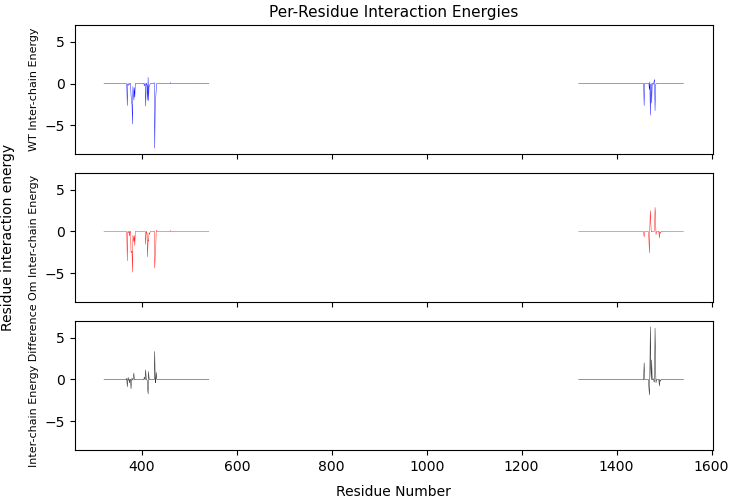 Per-Residue Interaction Energies
Residue interaction energy
WT Inter-chain Energy
5
0
−5
Om Inter-chain Energy
5
0
−5
Inter-chain Energy Difference
5
0
−5
400
600
800
1000
1200
1400
1600
Residue Number